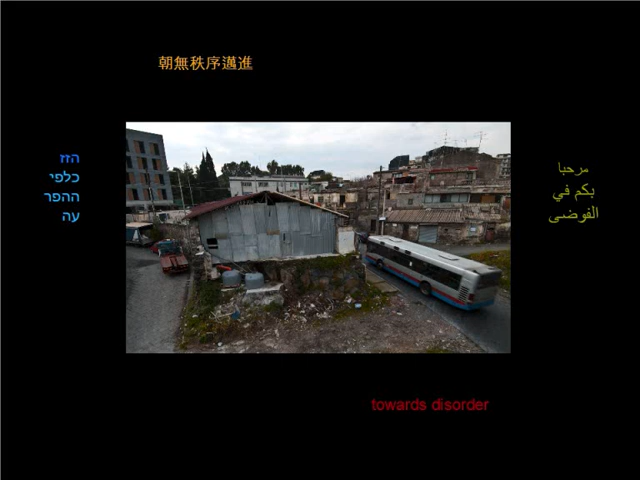 朝無秩序邁進
הזז
כלפי
ההפר
עה
مرحبا
بكم في
الفوضى
towards disorder